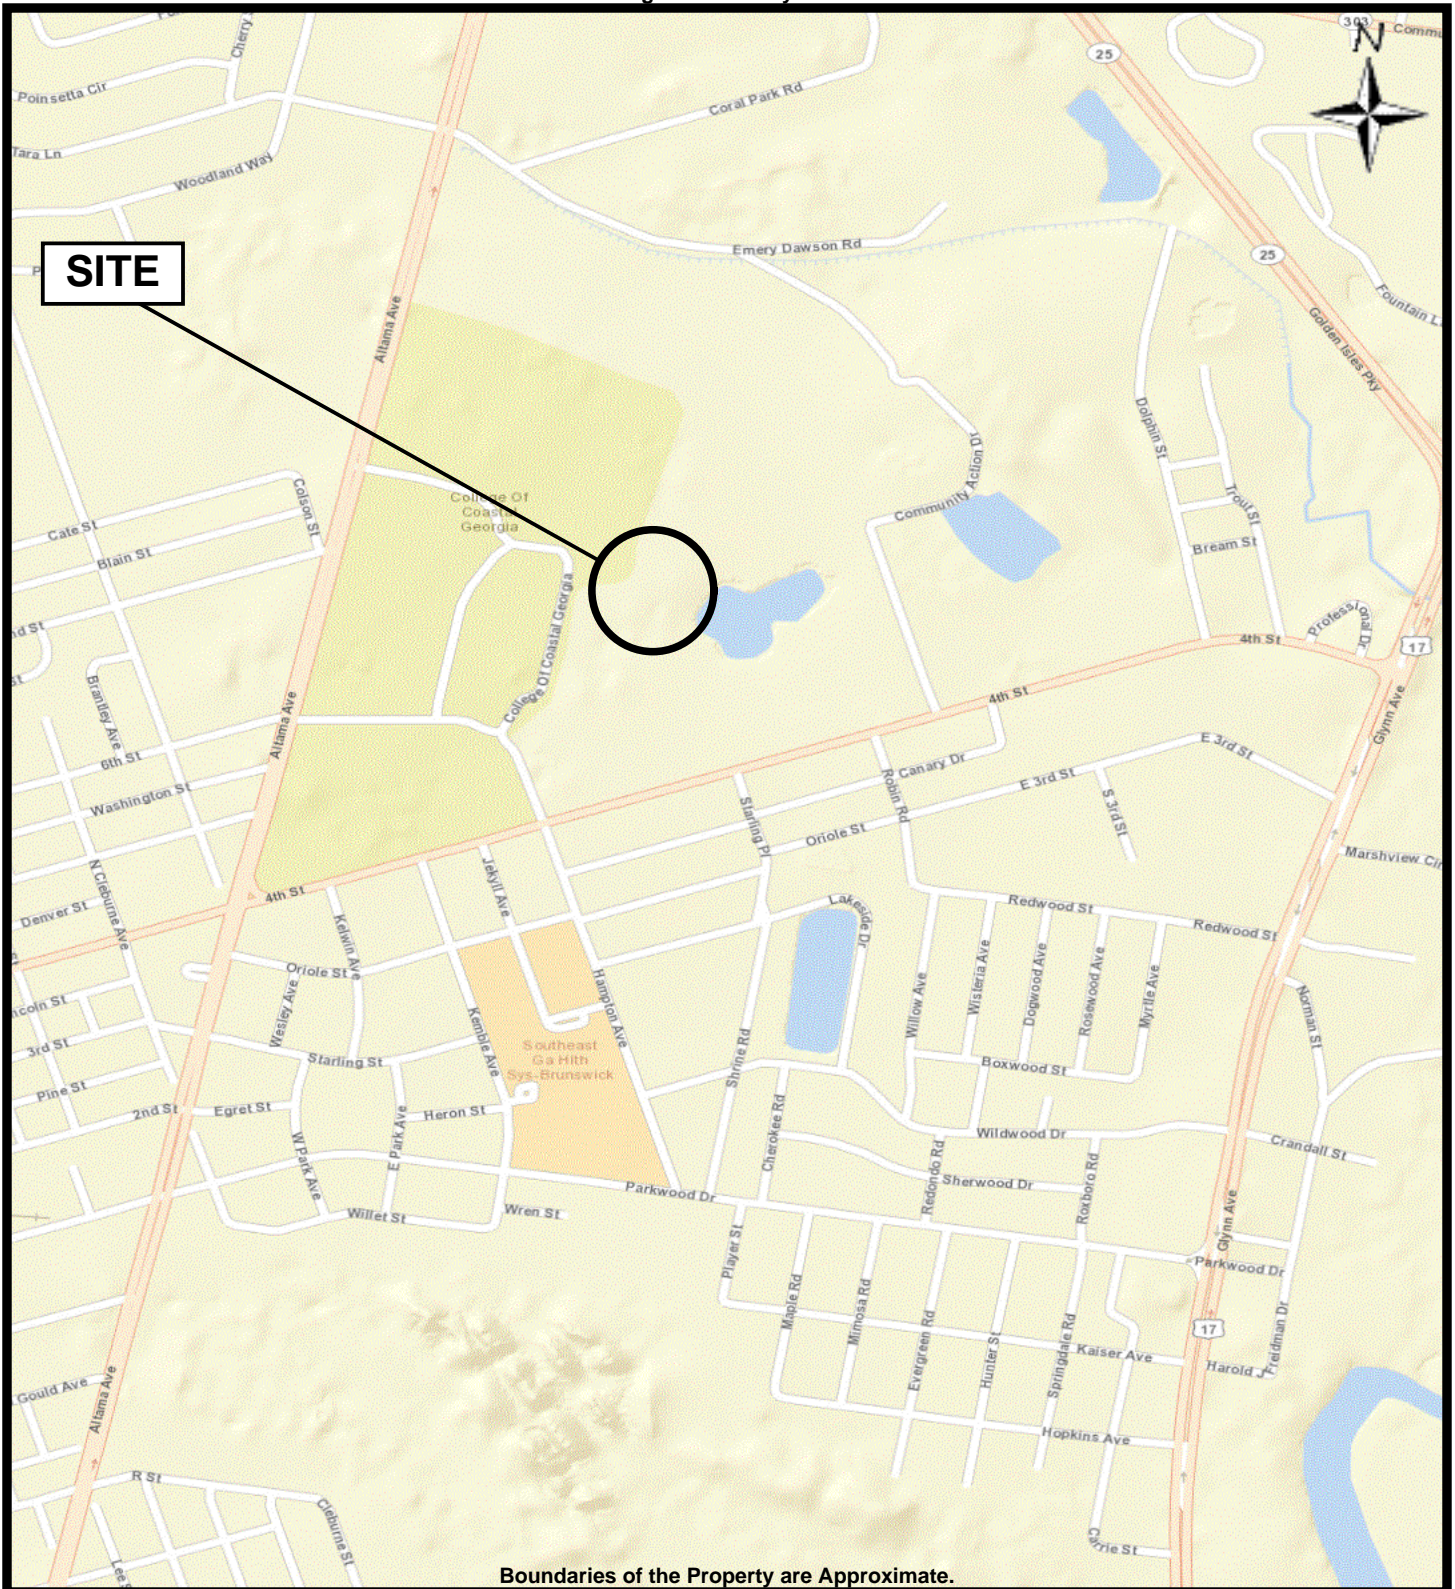 303
Commu
N
25
Cherry S
Poinsetta Cir
Coral Park Rd
Tara Ln
Woodland Way
Emery Dawson Rd
25
SITE
P
Fountain L
Altama Ave
Golden Isles Pky
Dolphin St
Community Action Dr
College Of
Coastal
Georgia
Colson St
Trout St
Cate St
Blain St
Bream St
College Of Coastal Georgia
Professional Dr
nd St
4th St
17
St
Brantley Ave
4th St
Altama Ave
Glynn Ave
6th St
E 3rd St
Canary Dr
Robin Rd
E 3rd St
Washington St
Starling Pl
S 3rd St
Oriole St
Marshview Cir
Jekyll Ave
N Cleburne Ave
4th St
Lakeside Dr
Redwood St
Denver St
Kelwin Ave
Redwood St
Oriole St
Hampton Ave
Willow Ave
Wisteria Ave
Dogwood Ave
Rosewood Ave
Myrtle Ave
ncoln St
Wesley Ave
Norman St
Kemble Ave
3rd St
Southeast
Ga Hlth
Sys-Brunswick
Shrine Rd
Starling St
Boxwood St
Pine St
2nd St
Egret St
Heron St
E Park Ave
W Park Ave
Cherokee Rd
Wildwood Dr
Crandall St
Redondo Rd
Sherwood Dr
Roxboro Rd
Parkwood Dr
Willet St
Wren St
Glynn Ave
Player St
Parkwood Dr
Maple Rd
Mimosa Rd
Evergreen Rd
Hunter St
Springdale Rd
17
Kaiser Ave
Harold J Freidman Dr
Gould Ave
Altama Ave
Hopkins Ave
R St
Cleburne St
Carrie St
Lee S
Boundaries of the Property are Approximate.